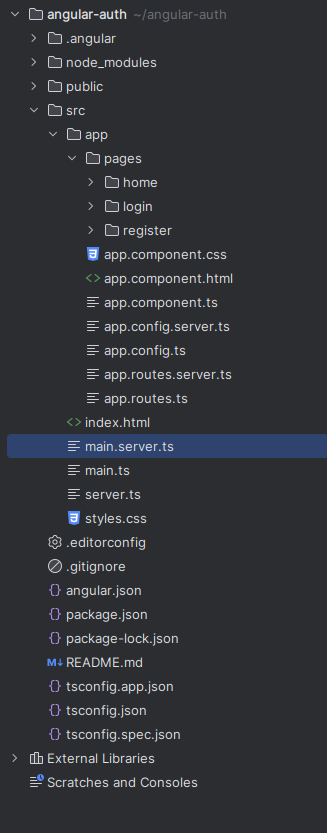 angular-auth ~/angular-auth
.angular
node_modules
public
src
app
pages
home
login
register
app.component.css
app.component.html
app.component.ts
app.config.server.ts
app.config.ts
app.routes.server.ts
app.routes.ts
index.html
main.server.ts
main.ts
server.ts
styles.css
.editorconfig
.gitignore
angular.json
package.json
package-lock.json
M↓ README.md
tsconfig.app.json
tsconfig.json
tsconfig.spec.json
External Libraries
Scratches and Consoles